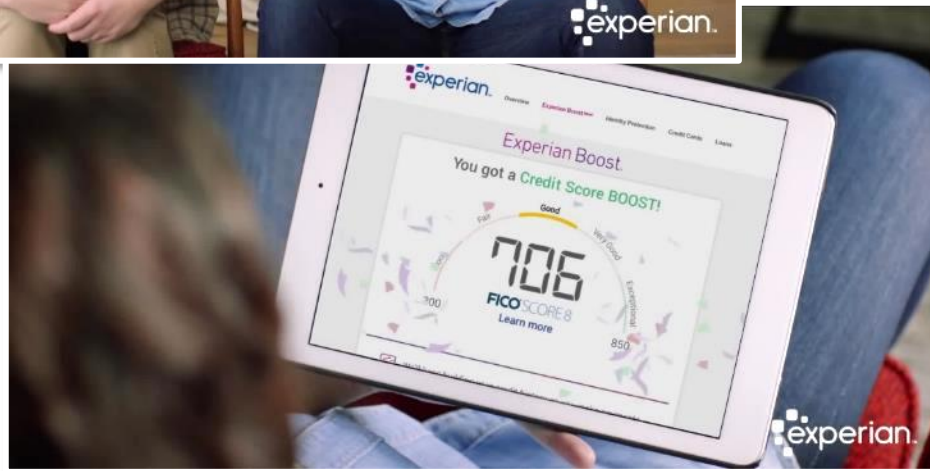 experian.
experian.
Overview Experian Boost New Identity Protection Credit Cards Loans
Experian Boost.
You got a Credit Score BOOST!
Good
Fair
Very Good
Exceptional
706
300
FICO SCORE 8
Learn more
850
experian.